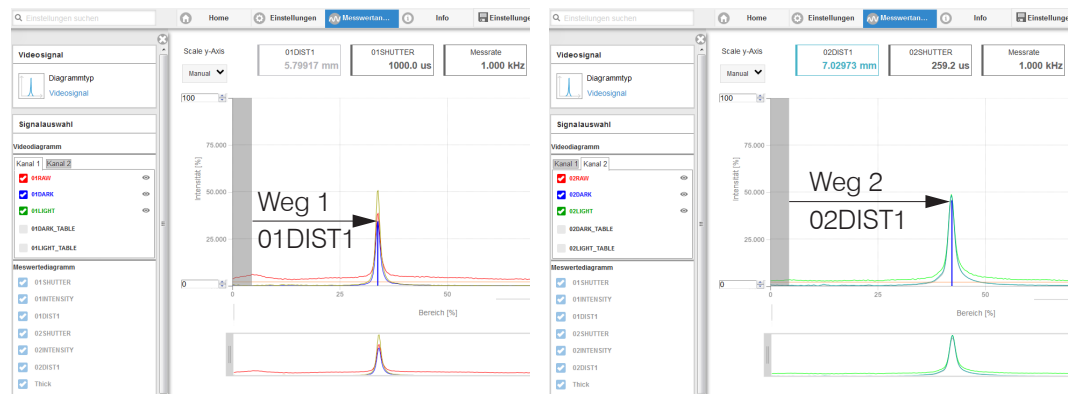 Einstellungen suchen
Home
Einstellungen
Messwertan...
Info
Einstellunge
Videosignal
Diagrammtyp
Videosignal
Signalauswahl
Videodiagramm
Kanal 1 Kanal 2
01RAW
01DARK
01LIGHT
01DARK_TABLE
01LIGHT_TABLE
Meswertediagramm
01SHUTTER
01INTENSITY
01DIST1
02SHUTTER
02INTENSITY
02DIST1
Thick
Scale y-Axis
Manual
01DIST1
5.79917 mm
01SHUTTER
1000.0 us
Messrate
1.000 kHz
100
75.000
50.000
25.000
0
Intensität [%]
Weg 1
01DIST1
0 25 50
Bereich [%]
Einstellungen suchen
Home
Einstellungen
Messwertan...
Info
Einstellunge
Videosignal
Diagrammtyp
Videosignal
Signalauswahl
Videodiagramm
Kanal 1 Kanal 2
02RAW
02DARK
02LIGHT
02DARK_TABLE
02LIGHT_TABLE
Meswertediagramm
01SHUTTER
01INTENSITY
01DIST1
02SHUTTER
02INTENSITY
02DIST1
Thick
Scale y-Axis
Manual
02DIST1
7.02973 mm
02SHUTTER
259.2 us
Messrate
1.000 kHz
100
75.000
50.000
25.000
0
Intensität [%]
Weg 2
02DIST1
0 25 50
Bereich [%]